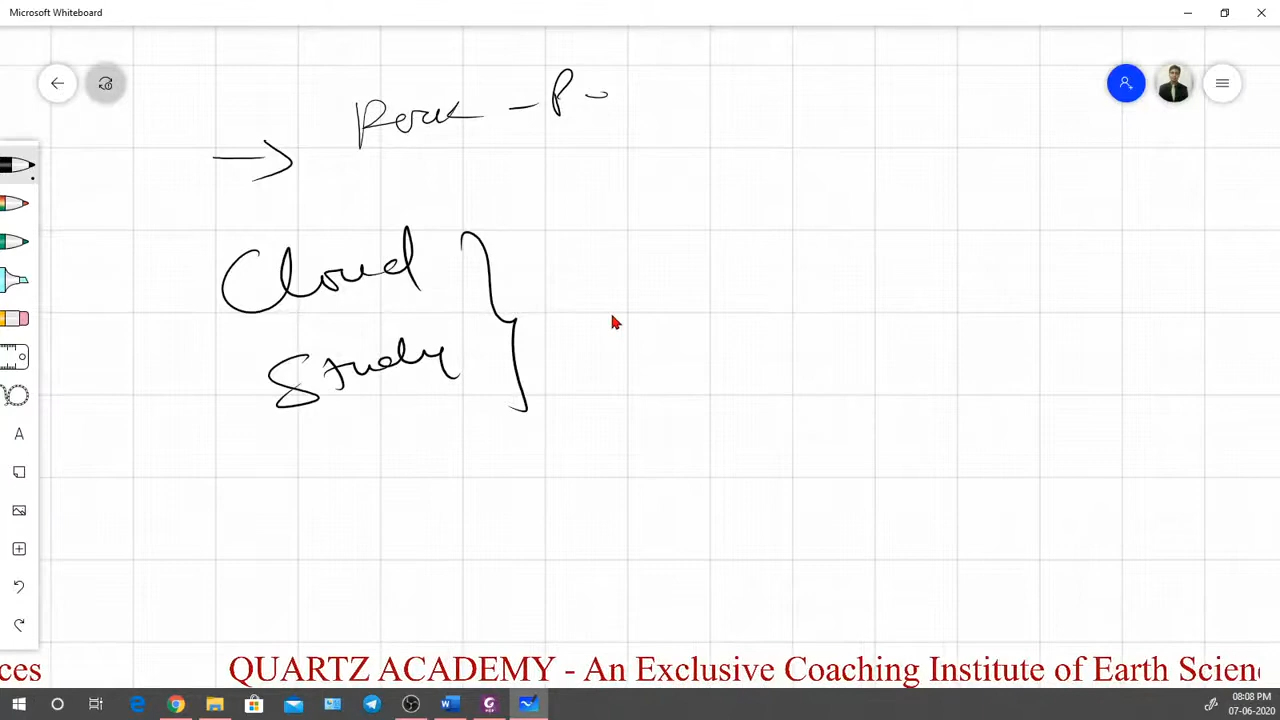 Microsoft Whiteboard
Cloud
Study
A
ces QUARTZ ACADEMY - An Exclusive Coaching Institute of Earth Scien
08:08 PM
07-06-2020